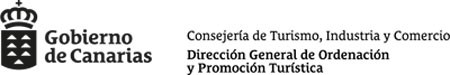 Gobierno
de Canarias
Consejería de Turismo, Industria y Comercio
Dirección General de Ordenación
y Promoción Turística